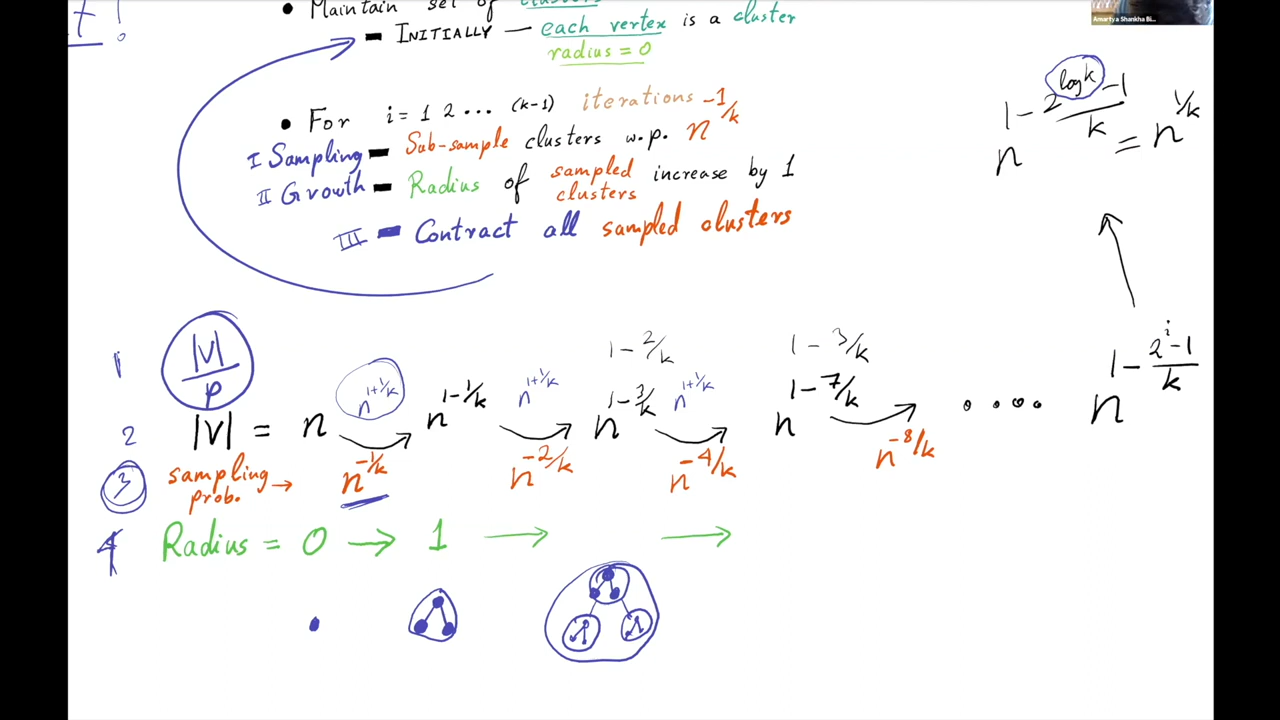 • Maintain set of clusters
t!
▬ INITIALLY — each vertex is a cluster
radius = 0
• For i = 1 2 ... (k-1) iterations
I Sampling ▬ Sub-sample clusters w.p. n^{-1/k}
II Growth ▬ Radius of sampled clusters increase by 1
III ▬ Contract all sampled clusters
n^{1 - \frac{2^{log k} - 1}{k}} = n^{1/k}
1 |V|/p
1 - 2/k 1 - 3/k
n^{1+1/k} n^{1+1/k} n^{1+1/k}
2 |V| = n n^{1-1/k} n^{1-3/k} n^{1-7/k} .... n^{1 - \frac{2^i - 1}{k}}
3 sampling prob. → n^{-1/k} n^{-2/k} n^{-4/k} n^{-8/k}
4 Radius = 0 → 1 → →